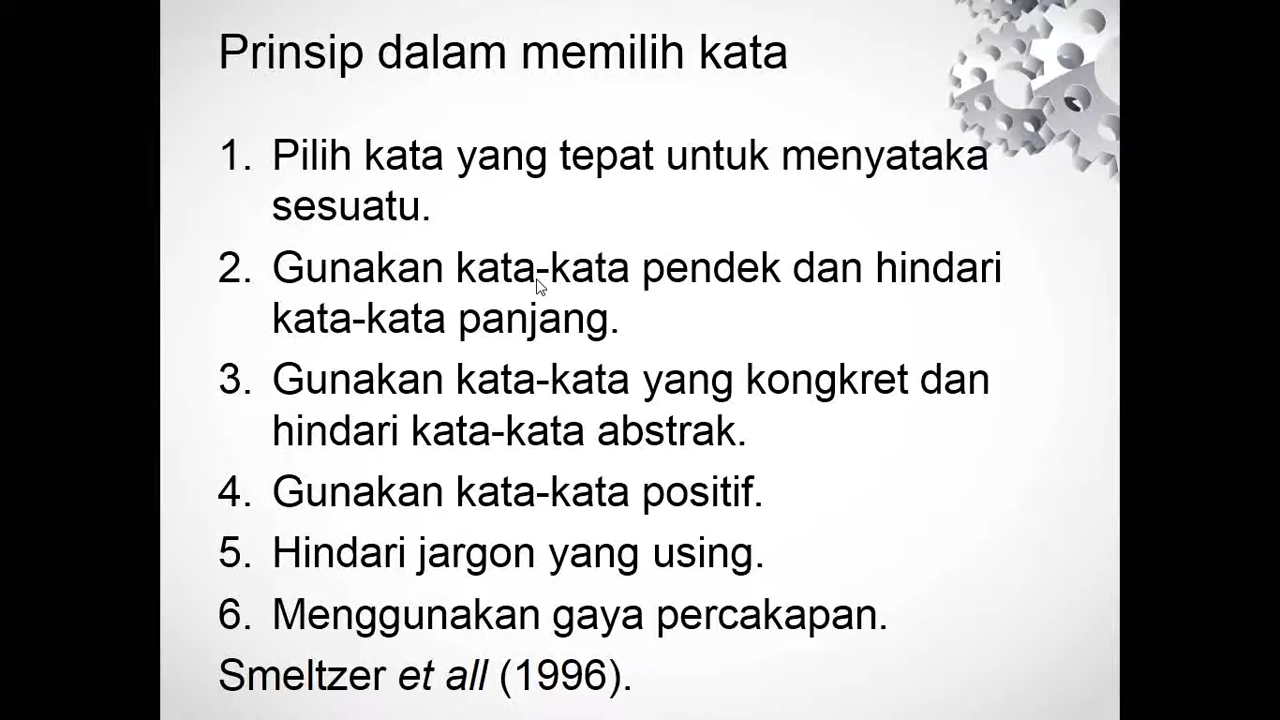 Prinsip dalam memilih kata
1. Pilih kata yang tepat untuk menyataka
sesuatu.
2. Gunakan kata-kata pendek dan hindari
kata-kata panjang.
3. Gunakan kata-kata yang kongkret dan
hindari kata-kata abstrak.
4. Gunakan kata-kata positif.
5. Hindari jargon yang using.
6. Menggunakan gaya percakapan.
Smeltzer et all (1996).